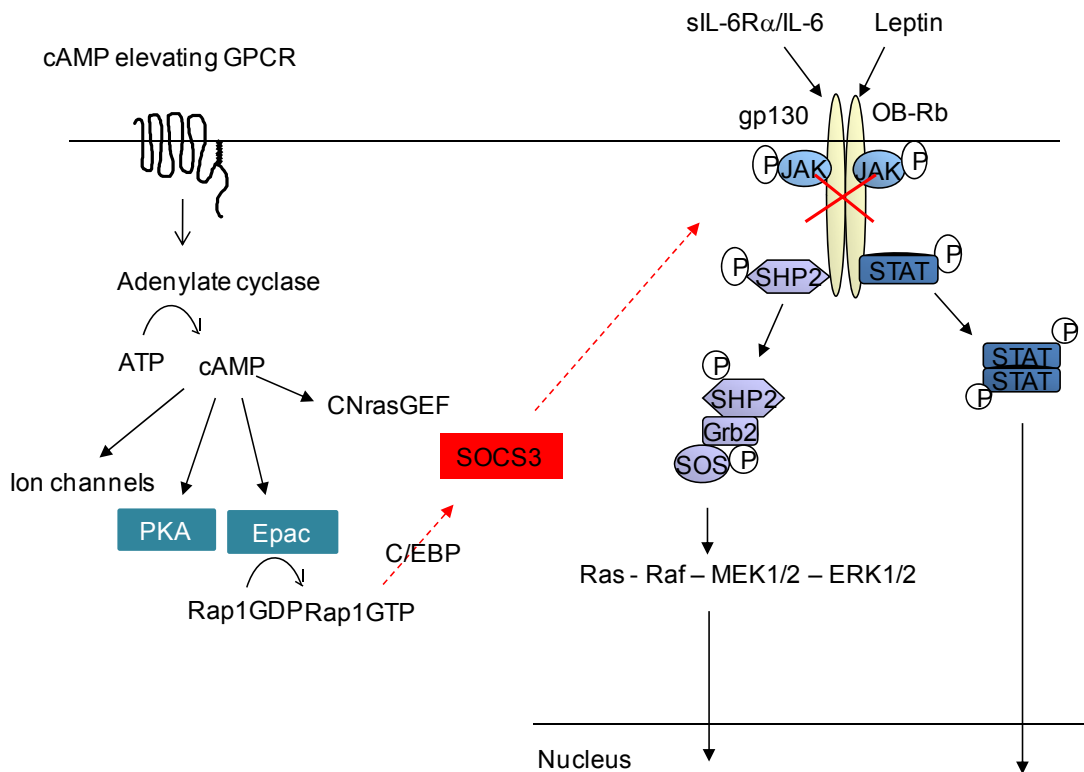 sIL-6Rα/IL-6
Leptin
cAMP elevating GPCR
gp130
OB-Rb
P
JAK
JAK
P
Adenylate cyclase
P
SHP2
STAT
P
ATP
cAMP
CNrasGEF
P
SHP2
Grb2
SOS
P
P
STAT
STAT
P
SOCS3
Ion channels
PKA
Epac
C/EBP
Rap1GDP
Rap1GTP
Ras - Raf – MEK1/2 – ERK1/2
Nucleus